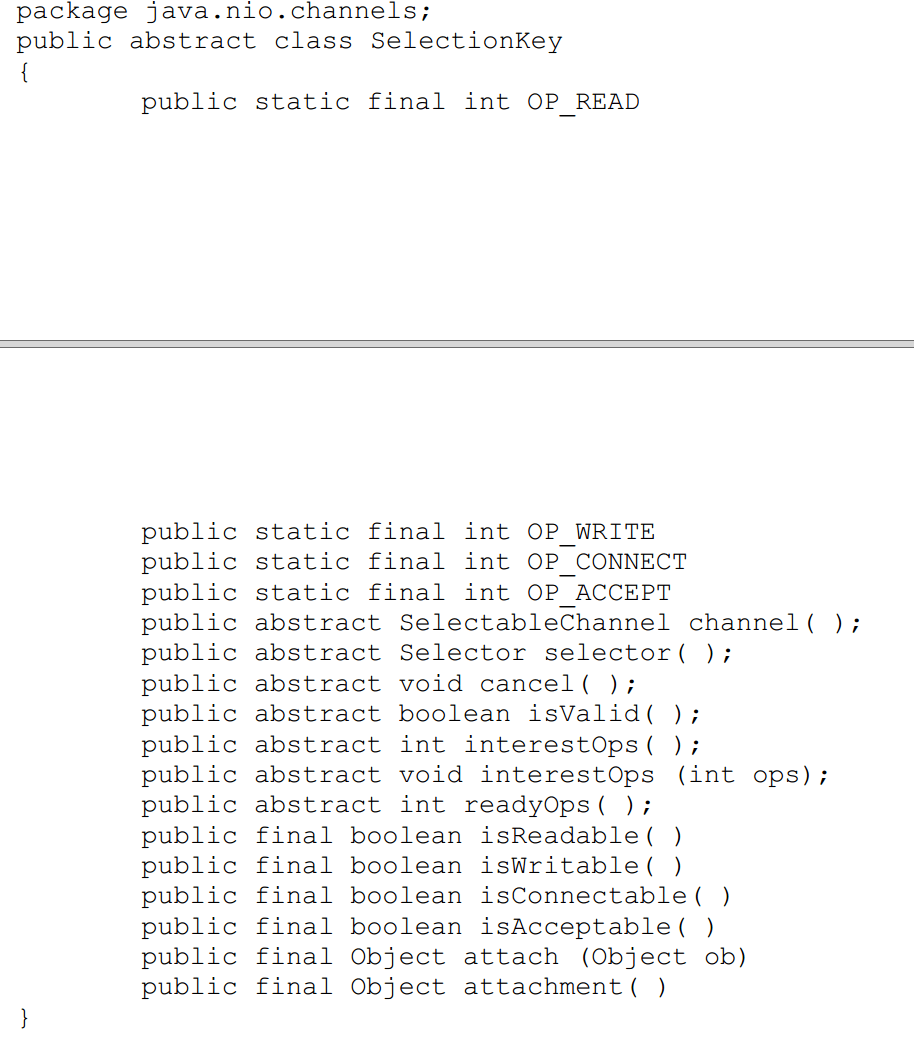 package java.nio.channels;
public abstract class SelectionKey
{
public static final int OP_READ
public static final int OP_WRITE
public static final int OP_CONNECT
public static final int OP_ACCEPT
public abstract SelectableChannel channel( );
public abstract Selector selector( );
public abstract void cancel( );
public abstract boolean isValid( );
public abstract int interestOps( );
public abstract void interestOps (int ops);
public abstract int readyOps( );
public final boolean isReadable( )
public final boolean isWritable( )
public final boolean isConnectable( )
public final boolean isAcceptable( )
public final Object attach (Object ob)
public final Object attachment( )
}